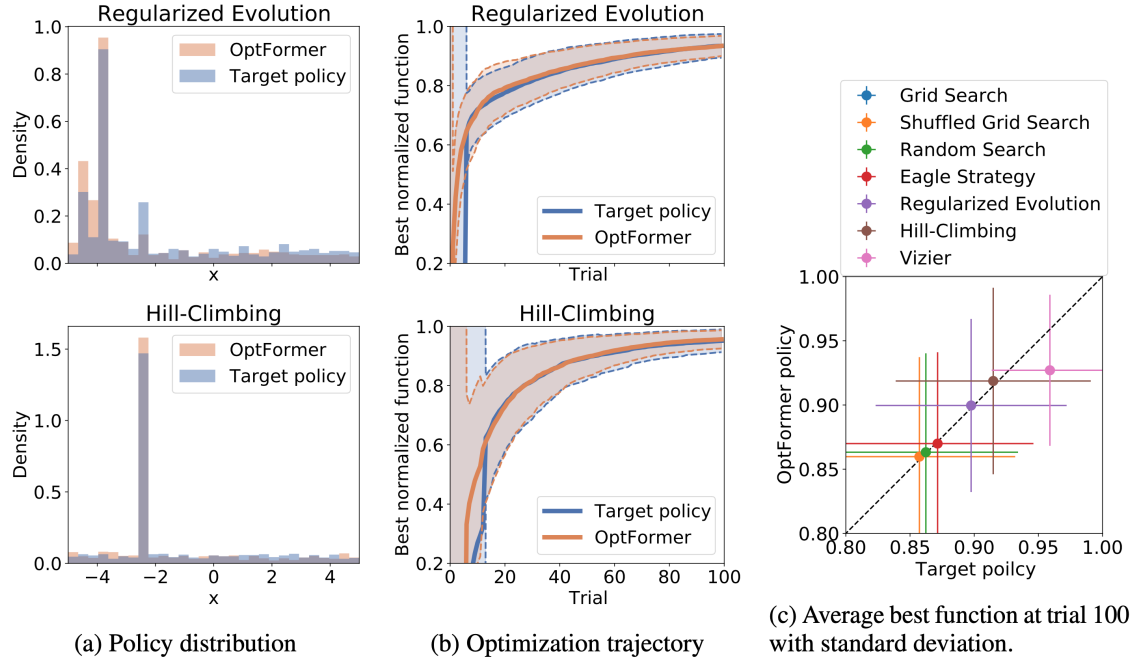 Regularized Evolution
1.0
0.8
0.6
0.4
0.2
0.0
Density
OptFormer
Target policy
−4
−2
0
2
4
x
Hill-Climbing
1.5
1.0
0.5
0.0
Density
OptFormer
Target policy
−4
−2
0
2
4
x
(a) Policy distribution
Regularized Evolution
1.0
0.8
0.6
0.4
0.2
Best normalized function
Target policy
OptFormer
Trial
Hill-Climbing
1.0
0.8
0.6
0.4
0.2
Best normalized function
Target policy
OptFormer
0
20
40
60
80
100
Trial
(b) Optimization trajectory
Grid Search
Shuffled Grid Search
Random Search
Eagle Strategy
Regularized Evolution
Hill-Climbing
Vizier
1.00
0.95
0.90
0.85
0.80
OptFormer policy
0.80
0.85
0.90
0.95
1.00
Target poilcy
(c) Average best function at trial 100
with standard deviation.